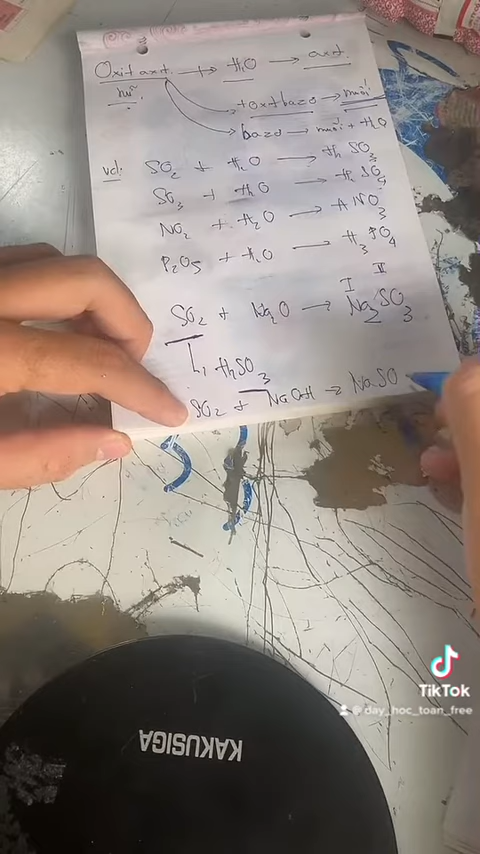 Oxit axit + H2O → axit.
+ oxit bazơ → muối
bazơ → muối + H2O
vd: SO2 + H2O → H2SO3
SO3 + H2O → H2SO4
NO2 + H2O → HNO3
P2O5 + H2O → H3PO4
I II
SO2 + Na2O → Na2SO3
H2SO3
SO2 + NaOH → NaSO
KAKUSIGA
TikTok
@day_hoc_toan_free